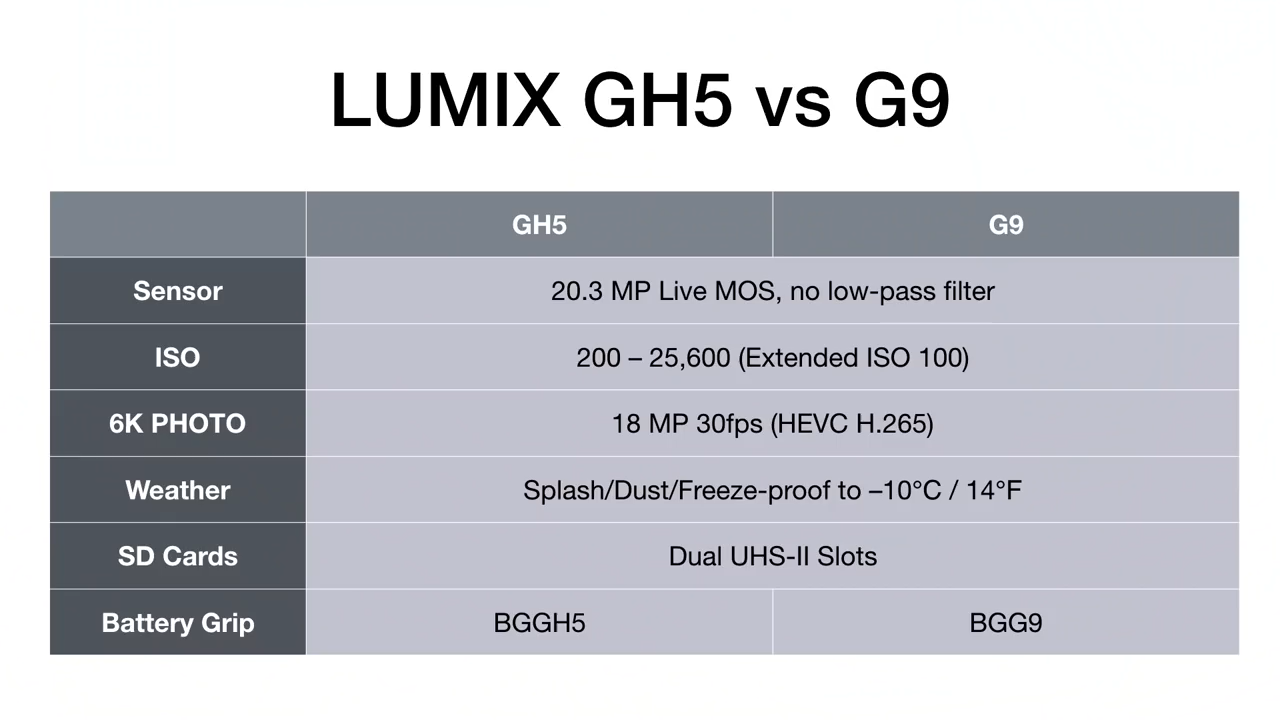 LUMIX GH5 vs G9
GH5 G9
Sensor 20.3 MP Live MOS, no low-pass filter
ISO 200 – 25,600 (Extended ISO 100)
6K PHOTO 18 MP 30fps (HEVC H.265)
Weather Splash/Dust/Freeze-proof to –10°C / 14°F
SD Cards Dual UHS-II Slots
Battery Grip BGGH5 BGG9